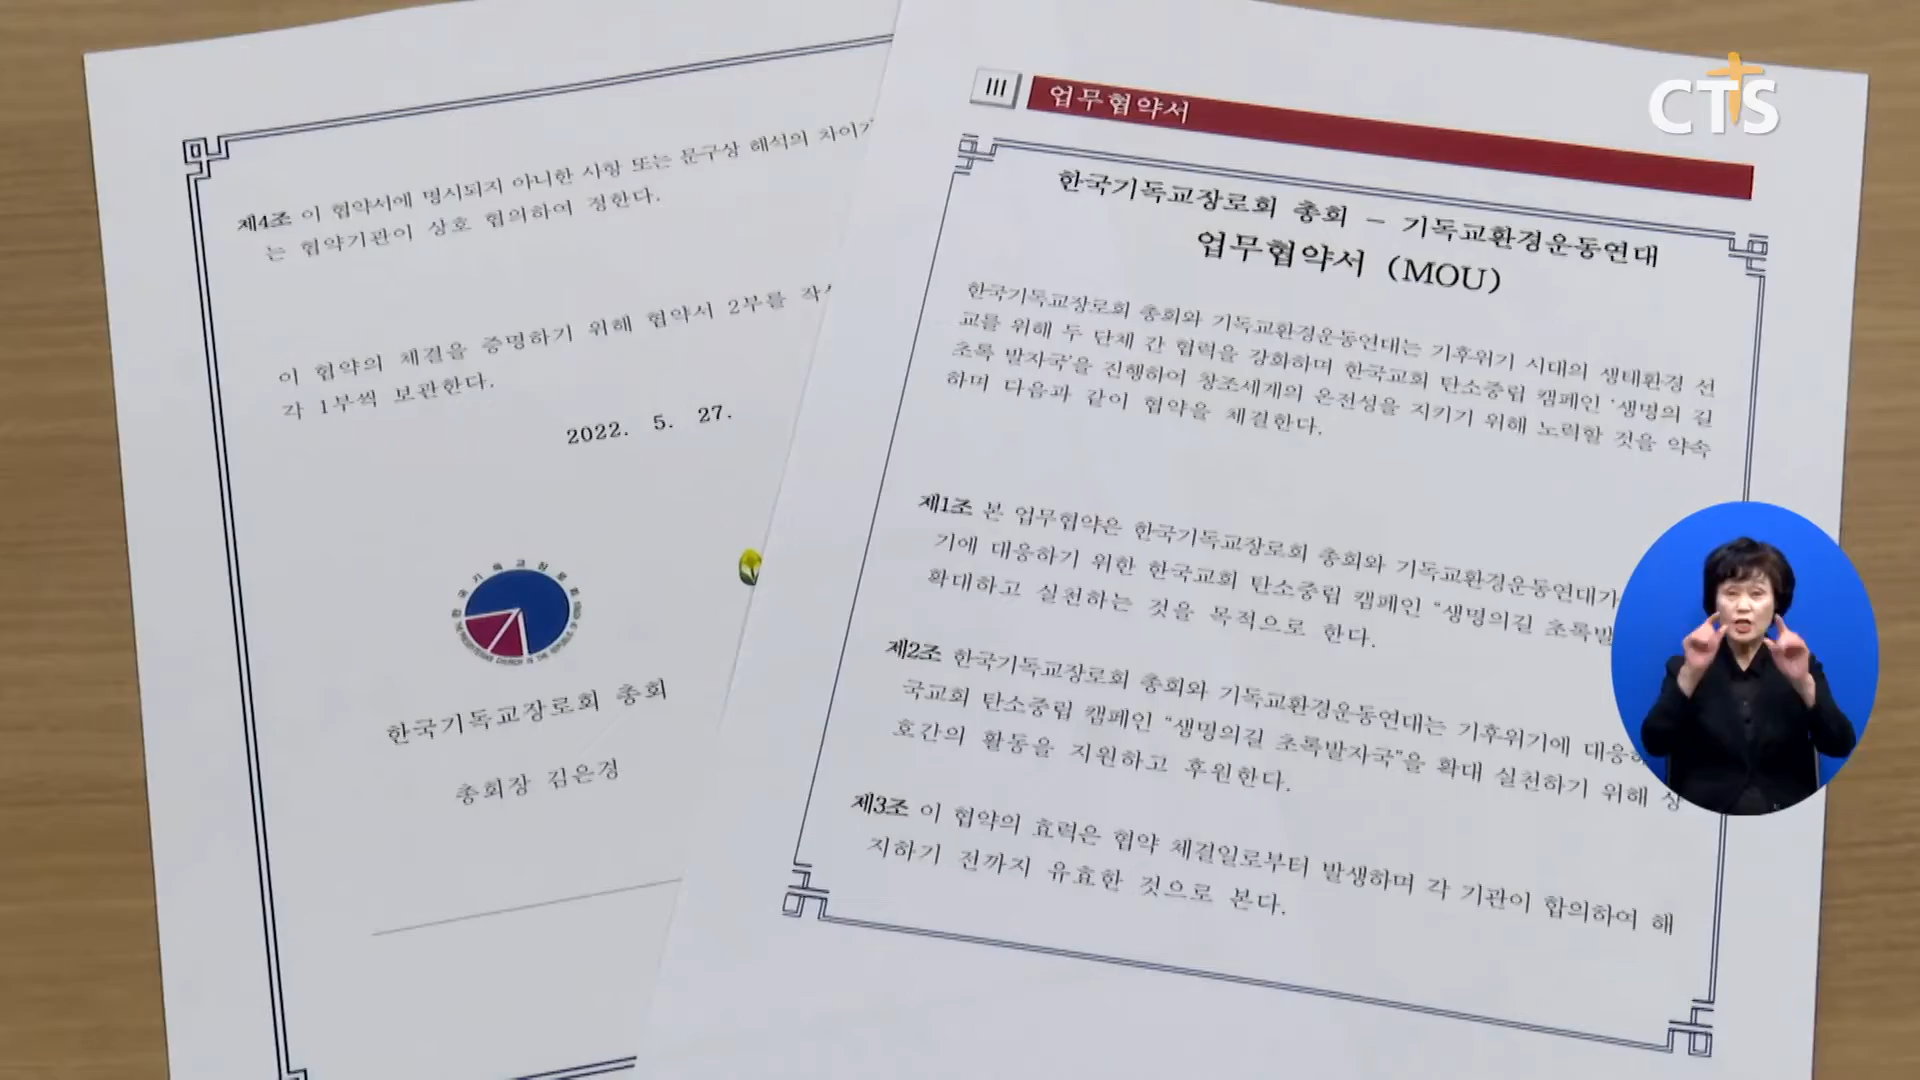 제4조 이 협약서에 명시되지 아니한 사항 또는 문구상 해석의 차이가
는 협약기관이 상호 협의하여 정한다.
이 협약의 체결을 증명하기 위해 협약서 2부를
각 1부씩 보관한다.
2022. 5. 27.
한국기독교장로회
한국기독교장로회 총회
총회장 김은경
III 업무협약서
한국기독교장로회 총회 – 기독교환경운동연대
업무협약서 (MOU)
한국기독교장로회 총회와 기독교환경운동연대는 기후위기 시대의 생태환경 선
교를 위해 두 단체 간 협력을 강화하며 한국교회 탄소중립 캠페인 '생명의 길
초록 발자국'을 진행하여 창조세계의 온전성을 지키기 위해 노력할 것을 약속
하며 다음과 같이 협약을 체결한다.
제1조 본 업무협약은 한국기독교장로회 총회와 기독교환경운동연대가
기에 대응하기 위한 한국교회 탄소중립 캠페인 "생명의길 초록발
확대하고 실천하는 것을 목적으로 한다.
제2조 한국기독교장로회 총회와 기독교환경운동연대는 기후위기에 대응하
국교회 탄소중립 캠페인 "생명의길 초록발자국"을 확대 실천하기 위해 상
호간의 활동을 지원하고 후원한다.
제3조 이 협약의 효력은 협약 체결일로부터 발생하며 각 기관이 합의하여 해
지하기 전까지 유효한 것으로 본다.
CTS